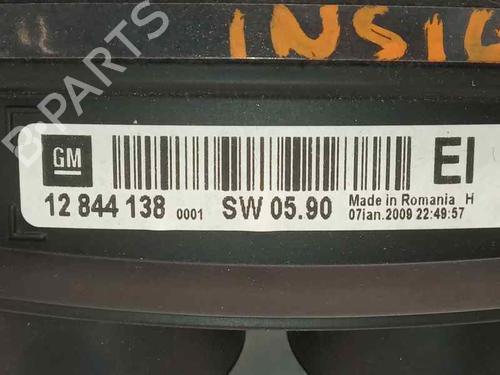 INSIG
B-PARTS
GM
EI
12 844 138 0001 SW 05.90
Made in Romania H
07ian.2009 22:49:57